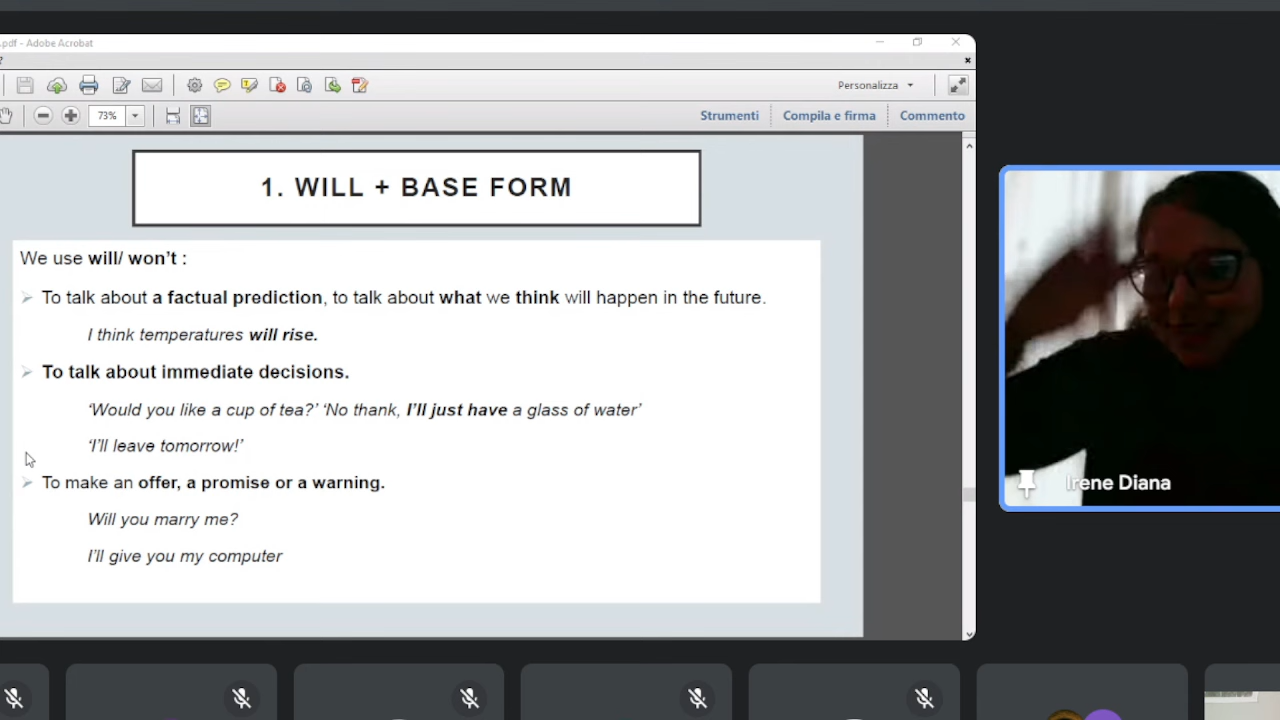 .pdf - Adobe Acrobat
?
Personalizza
73%
Strumenti
Compila e firma
Commento
1. WILL + BASE FORM
We use will/ won’t :
To talk about a factual prediction, to talk about what we think will happen in the future.
I think temperatures will rise.
To talk about immediate decisions.
‘Would you like a cup of tea?’ ‘No thank, I’ll just have a glass of water’
‘I’ll leave tomorrow!’
To make an offer, a promise or a warning.
Will you marry me?
I’ll give you my computer
Irene Diana